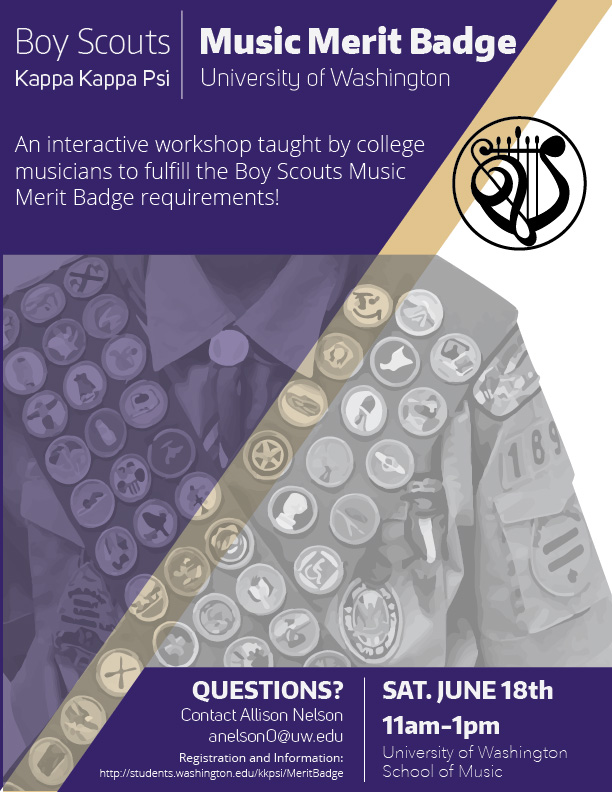 Boy Scouts
Kappa Kappa Psi
Music Merit Badge
University of Washington
An interactive workshop taught by college
musicians to fulfill the Boy Scouts Music
Merit Badge requirements!
189
QUESTIONS?
Contact Allison Nelson
anelson0@uw.edu
Registration and Information:
http://students.washington.edu/kkpsi/MeritBadge
SAT. JUNE 18th
11am-1pm
University of Washington
School of Music